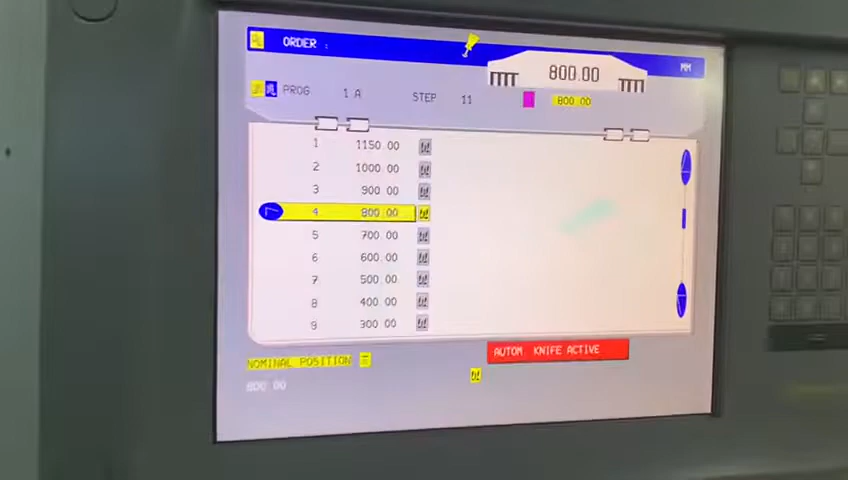 ORDER :
800.00
MM
PROG 1 A STEP 11 800.00
1 1150.00
2 1000.00
3 900.00
4 800.00
5 700.00
6 600.00
7 500.00
8 400.00
9 300.00
NOMINAL POSITION
AUTOM KNIFE ACTIVE
800.00